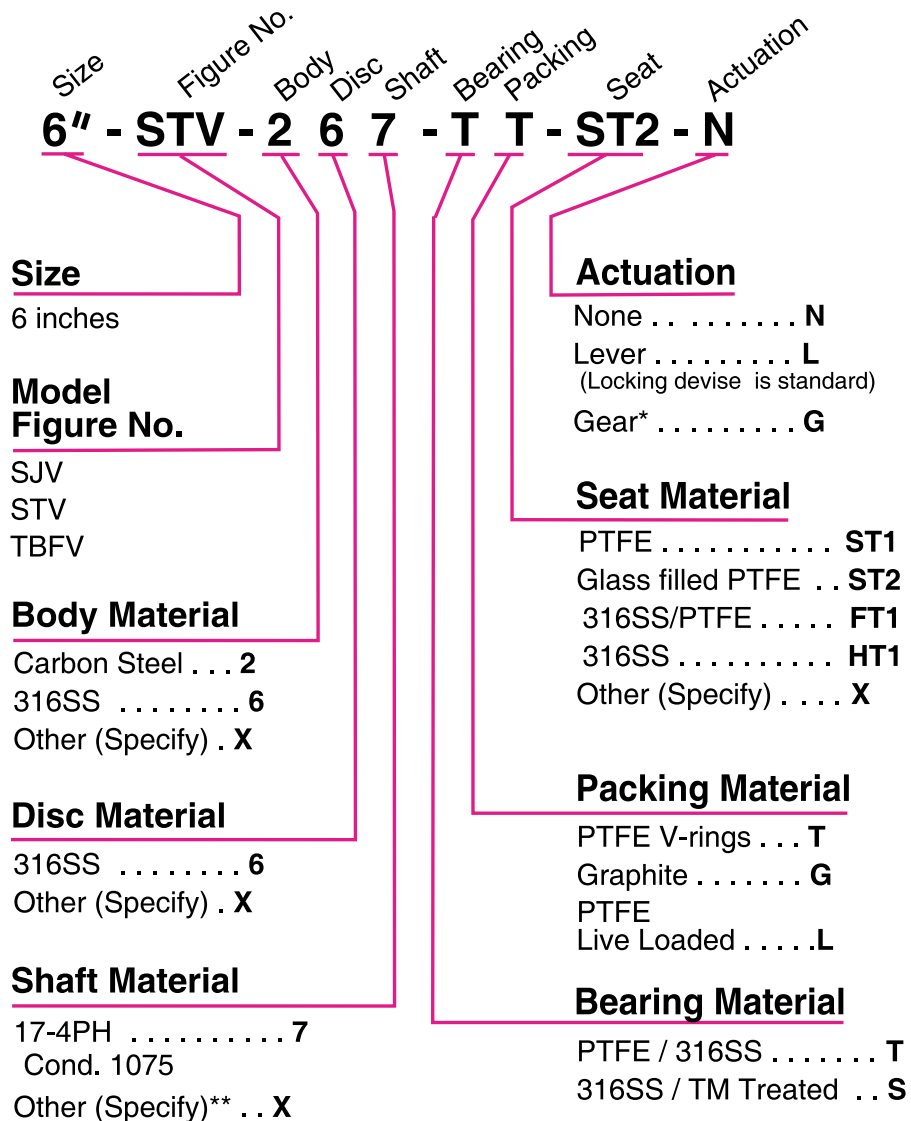 Size Figure No. Body Disc Shaft Bearing Packing Seat Actuation
6" - STV - 2 6 7 - T T - ST2 - N
Size
6 inches
Model
Figure No.
SJV
STV
TBFV
Body Material
Carbon Steel . . . 2
316SS . . . . . . . . 6
Other (Specify) . X
Disc Material
316SS . . . . . . . . 6
Other (Specify) . X
Shaft Material
17-4PH . . . . . . . . . . 7
Cond. 1075
Other (Specify)** . . X
Actuation
None . . . . . . . . . . N
Lever . . . . . . . . . L
(Locking devise is standard)
Gear* . . . . . . . . . G
Seat Material
PTFE . . . . . . . . . . . ST1
Glass filled PTFE . . ST2
316SS/PTFE . . . . . FT1
316SS . . . . . . . . . . HT1
Other (Specify) . . . . X
Packing Material
PTFE V-rings . . . T
Graphite . . . . . . . G
PTFE
Live Loaded . . . . .L
Bearing Material
PTFE / 316SS . . . . . . . T
316SS / TM Treated . . S